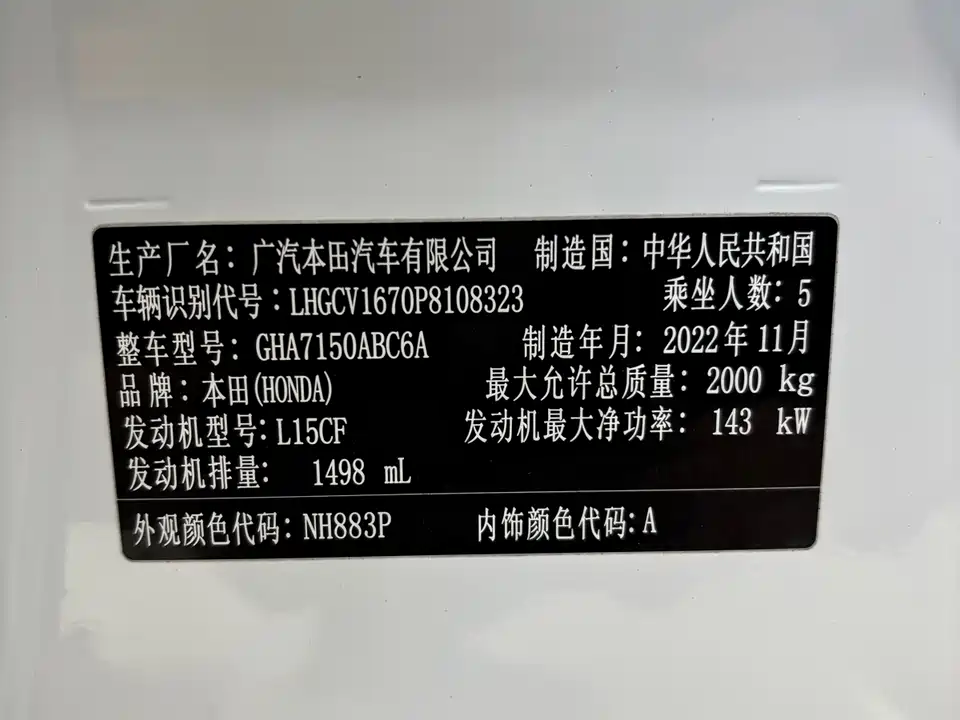 生产厂名：广汽本田汽车有限公司 制造国：中华人民共和国
车辆识别代号：LHGCV1670P8108323 乘坐人数：5
整车型号：GHA7150ABC6A 制造年月：2022年11月
品牌：本田(HONDA) 最大允许总质量：2000 kg
发动机型号：L15CF 发动机最大净功率：143 kW
发动机排量：1498 mL
外观颜色代码：NH883P 内饰颜色代码：A